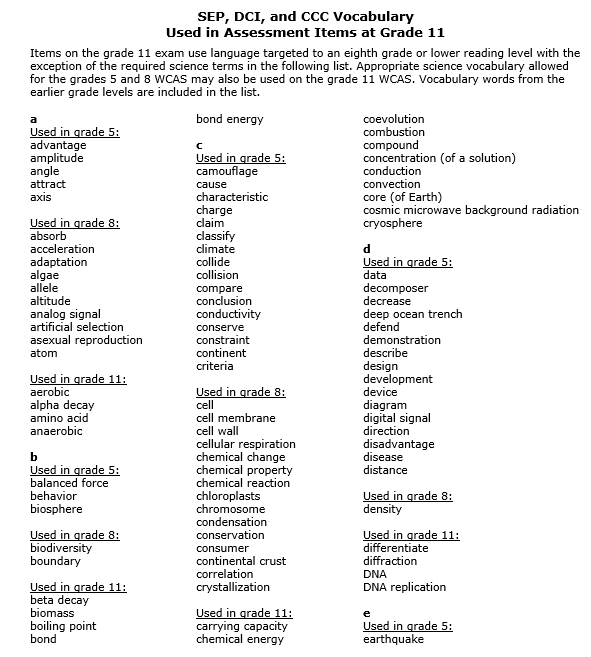 SEP, DCI, and CCC Vocabulary
Used in Assessment Items at Grade 11
Items on the grade 11 exam use language targeted to an eighth grade or lower reading level with the
exception of the required science terms in the following list. Appropriate science vocabulary allowed
for the grades 5 and 8 WCAS may also be used on the grade 11 WCAS. Vocabulary words from the
earlier grade levels are included in the list.
a
Used in grade 5:
advantage
amplitude
angle
attract
axis
Used in grade 8:
absorb
acceleration
adaptation
algae
allele
altitude
analog signal
artificial selection
asexual reproduction
atom
Used in grade 11:
aerobic
alpha decay
amino acid
anaerobic
b
Used in grade 5:
balanced force
behavior
biosphere
Used in grade 8:
biodiversity
boundary
Used in grade 11:
beta decay
biomass
boiling point
bond
bond energy
c
Used in grade 5:
camouflage
cause
characteristic
charge
claim
classify
climate
collide
collision
compare
conclusion
conductivity
conserve
constraint
continent
criteria
Used in grade 8:
cell
cell membrane
cell wall
cellular respiration
chemical change
chemical property
chemical reaction
chloroplasts
chromosome
condensation
conservation
consumer
continental crust
correlation
crystallization
Used in grade 11:
carrying capacity
chemical energy
coevolution
combustion
compound
concentration (of a solution)
conduction
convection
core (of Earth)
cosmic microwave background radiation
cryosphere
d
Used in grade 5:
data
decomposer
decrease
deep ocean trench
defend
demonstration
describe
design
development
device
diagram
digital signal
direction
disadvantage
disease
distance
Used in grade 8:
density
Used in grade 11:
differentiate
diffraction
DNA
DNA replication
e
Used in grade 5:
earthquake